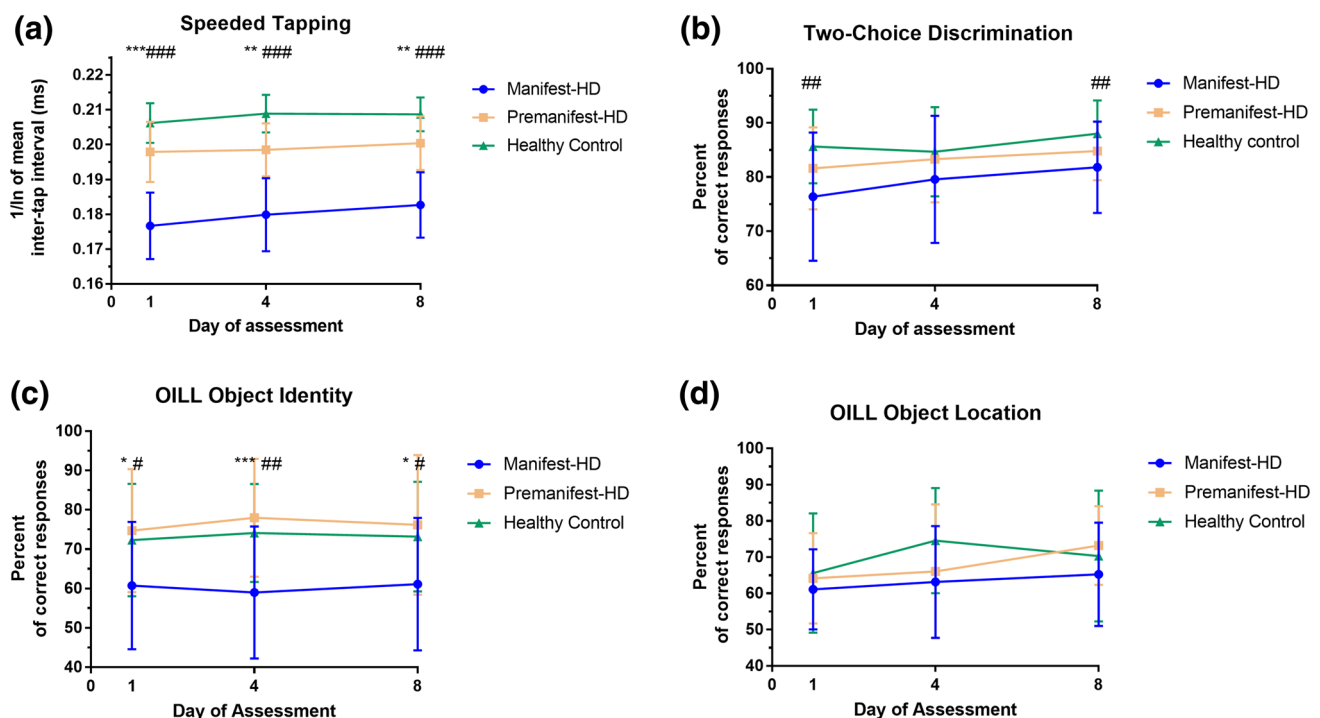 (a)
Speeded Tapping
***### ** ### ** ###
0.22
0.21
0.20
0.19
0.18
0.17
0.16
1/ln of mean
inter-tap interval (ms)
0 1 4 8
Day of assessment
Manifest-HD
Premanifest-HD
Healthy Control
(b)
Two-Choice Discrimination
## ##
100
90
80
70
60
Percent
of correct responses
0 1 4 8
Day of assessment
Manifest-HD
Premanifest-HD
Healthy control
(c)
OILL Object Identity
* # *** ## * #
100
90
80
70
60
50
40
Percent
of correct responses
0 1 4 8
Day of Assessment
Manifest-HD
Premanifest-HD
Healthy Control
(d)
OILL Object Location
100
90
80
70
60
50
40
Percent
of correct responses
0 1 4 8
Day of Assessment
Manifest-HD
Premanifest-HD
Healthy Control